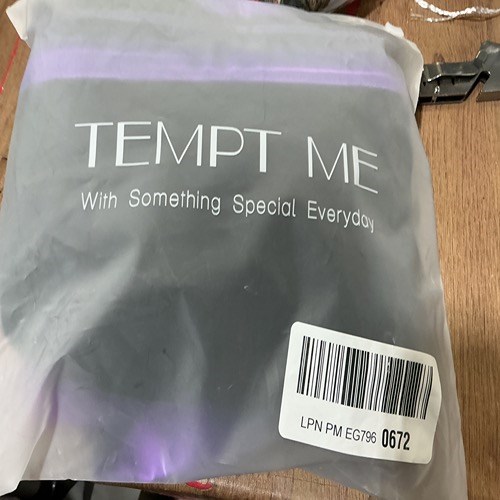 TEMPT ME
With Something Special Everyday
LPN PM EG796 0672